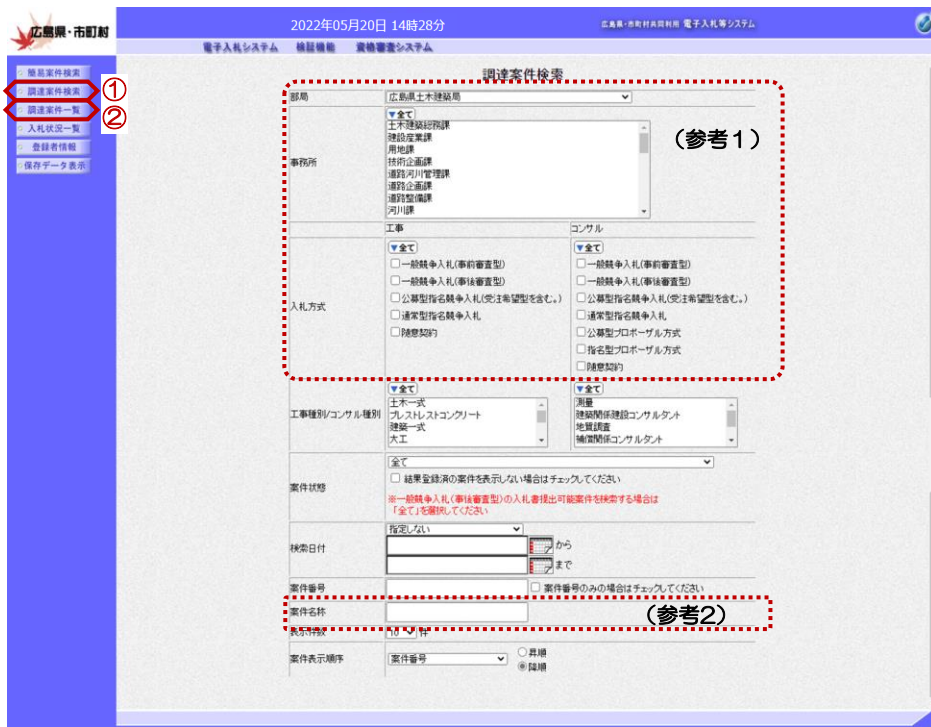 広島県・市町村
2022年05月20日 14時28分
広島県・市町村共同利用 電子入札等システム
電子入札システム 検証機能 資格審査システム
簡易案件検索
調達案件検索
①
調達案件一覧
②
入札状況一覧
登録者情報
保存データ表示
調達案件検索
部局
広島県土木建築局
事務所
▼全て
土木建築総務課
建設産業課
用地課
技術企画課
道路河川管理課
道路企画課
道路整備課
河川課
(参考1)
工事
コンサル
入札方式
▼全て
一般競争入札(事前審査型)
一般競争入札(事後審査型)
公募型指名競争入札(受注希望型を含む。)
通常型指名競争入札
随意契約
▼全て
一般競争入札(事前審査型)
一般競争入札(事後審査型)
公募型指名競争入札(受注希望型を含む。)
通常型指名競争入札
公募型プロポーザル方式
指名型プロポーザル方式
随意契約
工事種別/コンサル種別
▼全て
土木一式
プレストレストコンクリート
建築一式
大工
▼全て
測量
建築関係建設コンサルタント
地質調査
補償関係コンサルタント
案件状態
全て
結果登録済の案件を表示しない場合はチェックしてください
※一般競争入札(事後審査型)の入札書提出可能案件を検索する場合は
「全て」を選択してください
検索日付
指定しない
から
まで
案件番号
案件番号のみの場合はチェックしてください
案件名称
(参考2)
表示件数
10 件
案件表示順序
案件番号
昇順
降順